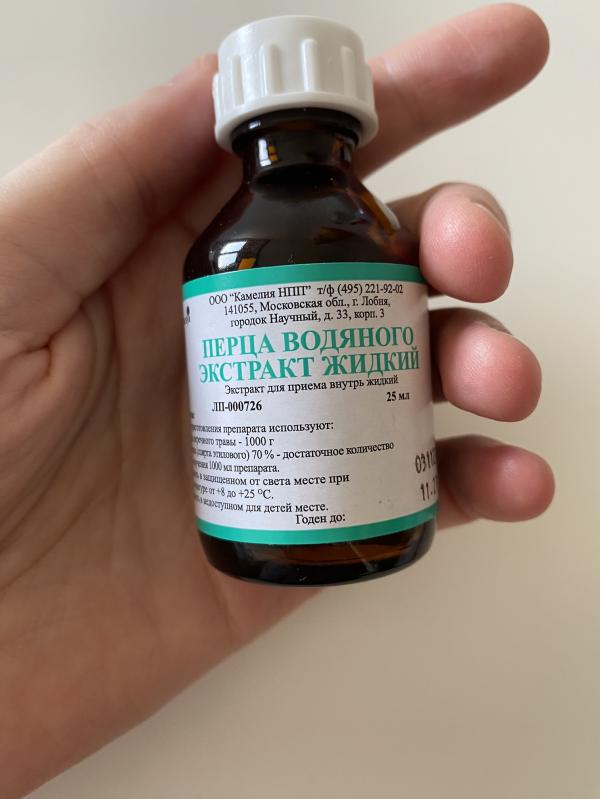 ООО "Камелия НПП" т/ф (495) 221-92-02
141055, Московская обл., г. Лобня,
городок Научный, д. 33, корп. 3
ПЕРЦА ВОДЯНОГО
ЭКСТРАКТ ЖИДКИЙ
Экстракт для приема внутрь жидкий
ЛП-000726 25 мл
препарата используют:
травы - 1000 г
этилового) 70 % - достаточное количество
1000 мл препарата.
в защищенном от света месте при
от +8 до +25 °С.
в недоступном для детей месте.
Годен до: